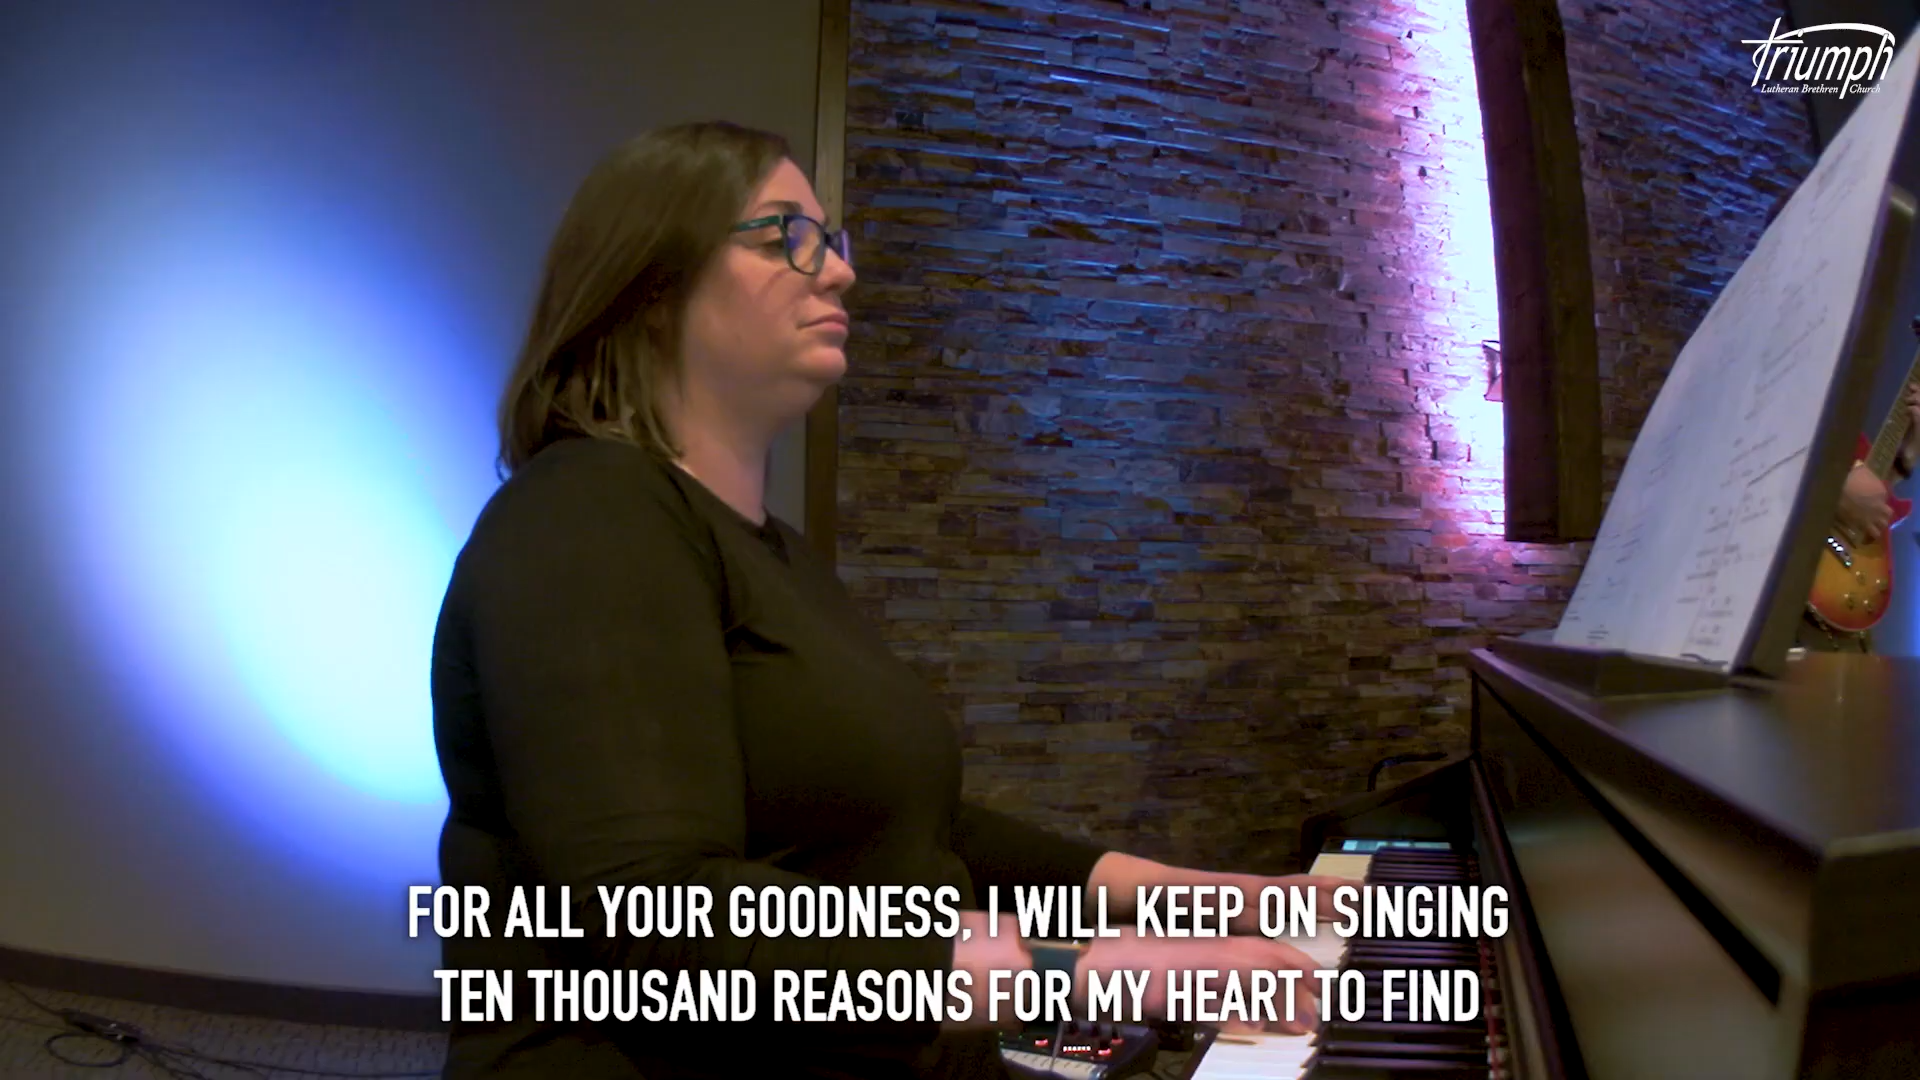 Triumph
Lutheran Brethren Church
FOR ALL YOUR GOODNESS, I WILL KEEP ON SINGING
TEN THOUSAND REASONS FOR MY HEART TO FIND